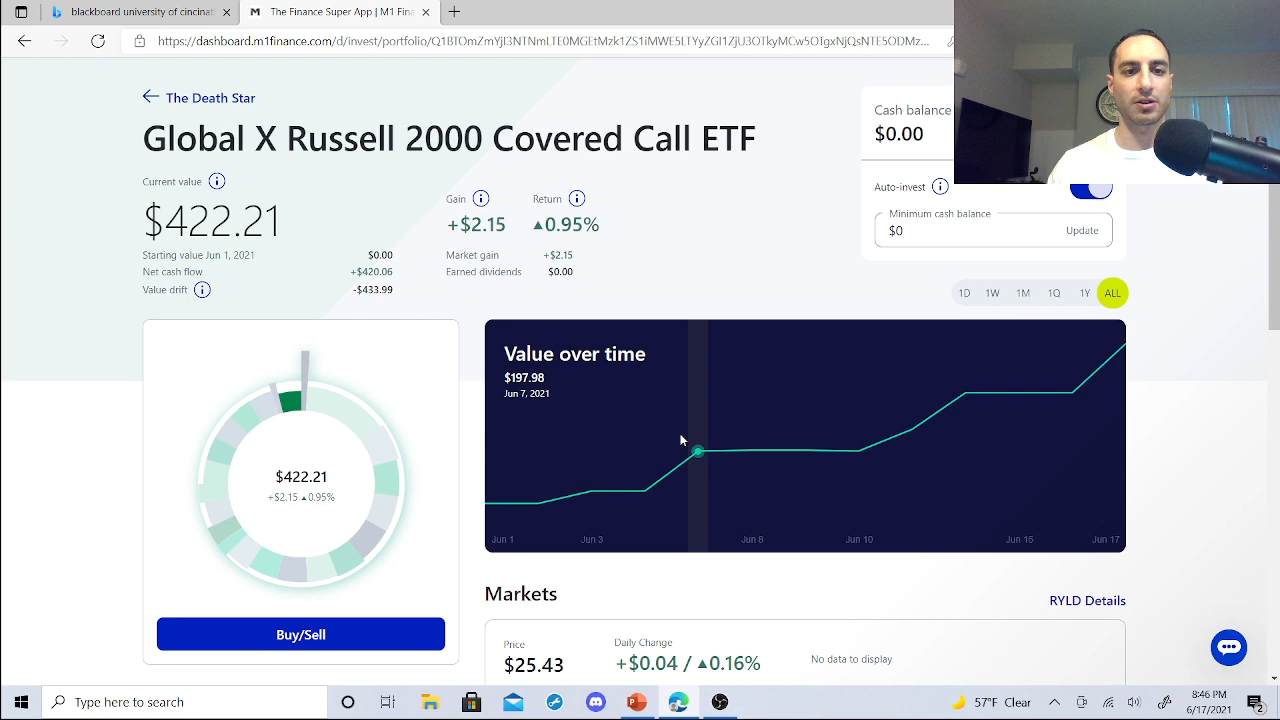 blackboard university of cincinat
The Finance Super App | M1 Fina
https://dashboard.m1finance.com/d/invest/portfolio/
The Death Star
Global X Russell 2000 Covered Call ETF
Cash balance
$0.00
Current value
$422.21
Gain
Return
+$2.15
▲0.95%
Auto-invest
Minimum cash balance
$0
Update
Starting value Jun 1, 2021
$0.00
Net cash flow
+$420.06
Value drift
-$433.99
Market gain
+$2.15
Earned dividends
$0.00
1D 1W 1M 1Q 1Y ALL
Value over time
$197.98
Jun 7, 2021
$422.21
+$2.15 ▲0.95%
Jun 1 Jun 3 Jun 8 Jun 10 Jun 15 Jun 17
Buy/Sell
Markets
RYLD Details
Price
$25.43
Daily Change
+$0.04 / ▲0.16%
No data to display
Type here to search
57°F Clear
8:46 PM
6/17/2021
2